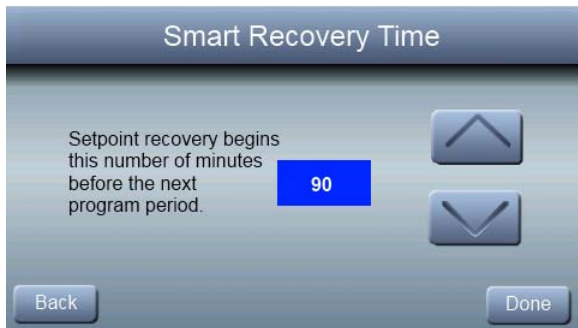 Smart Recovery Time
Setpoint recovery begins
this number of minutes
before the next
program period.
90
Back
Done